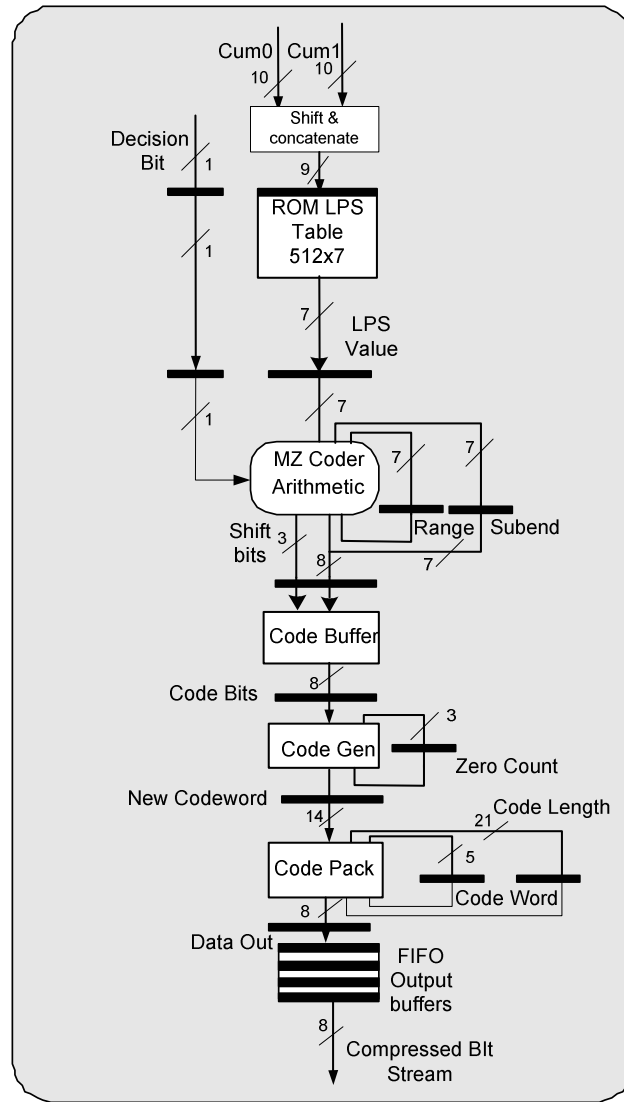 Cum0 Cum1
10 10
Shift &
concatenate
Decision
Bit
1
9
ROM LPS
Table
512x7
1
7
LPS
Value
1
7
MZ Coder
Arithmetic
7
7
Range
Subend
Shift
bits
3
8
7
Code Buffer
8
Code Bits
Code Gen
3
Zero Count
New Codeword
14
21
Code Length
Code Pack
5
Code Word
8
Data Out
FIFO
Output
buffers
8
Compressed BIt
Stream